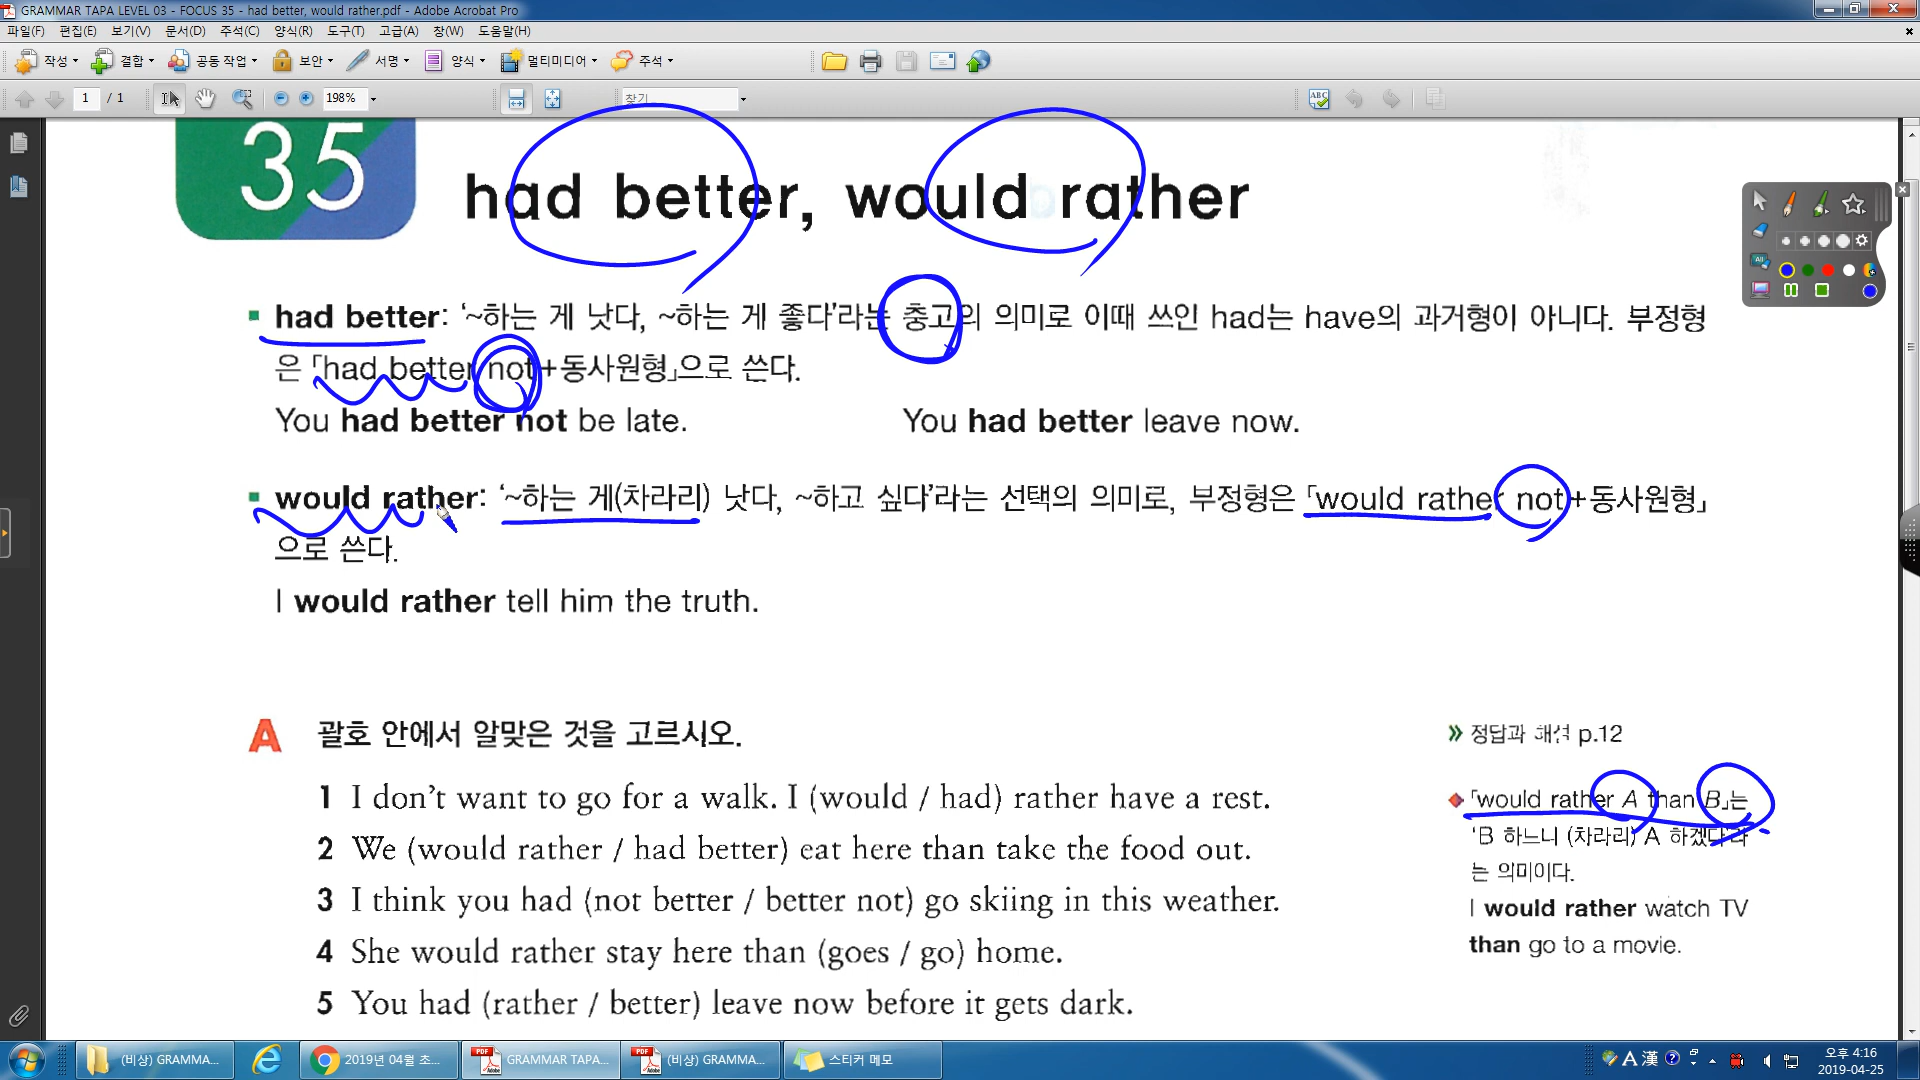 GRAMMAR TAPA LEVEL 03 - FOCUS 35 - had better, would rather.pdf - Adobe Acrobat Pro
파일(F) 편집(E) 보기(V) 문서(D) 주석(C) 양식(R) 도구(T) 고급(A) 창(W) 도움말(H)
작성 결합 공동 작업 보안 서명 양식 멀티미디어 주석
1 / 1 198% 찾기
35
had better, would rather
had better: '~하는 게 낫다, ~하는 게 좋다'라는 충고의 의미로 이때 쓰인 had는 have의 과거형이 아니다. 부정형
은 「had better not+동사원형」으로 쓴다.
You had better not be late. You had better leave now.
would rather: '~하는 게(차라리) 낫다, ~하고 싶다'라는 선택의 의미로, 부정형은 「would rather not+동사원형」
으로 쓴다.
I would rather tell him the truth.
A 괄호 안에서 알맞은 것을 고르시오.
정답과 해설 p.12
1 I don't want to go for a walk. I (would / had) rather have a rest.
2 We (would rather / had better) eat here than take the food out.
3 I think you had (not better / better not) go skiing in this weather.
4 She would rather stay here than (goes / go) home.
5 You had (rather / better) leave now before it gets dark.
「would rather A than B」는
'B 하느니 (차라리) A 하겠다'라
는 의미이다.
I would rather watch TV
than go to a movie.
(비상) GRAMMA... 2019년 04월 초... GRAMMAR TAPA... (비상) GRAMMA... 스티커 메모
A 漢
오후 4:16
2019-04-25